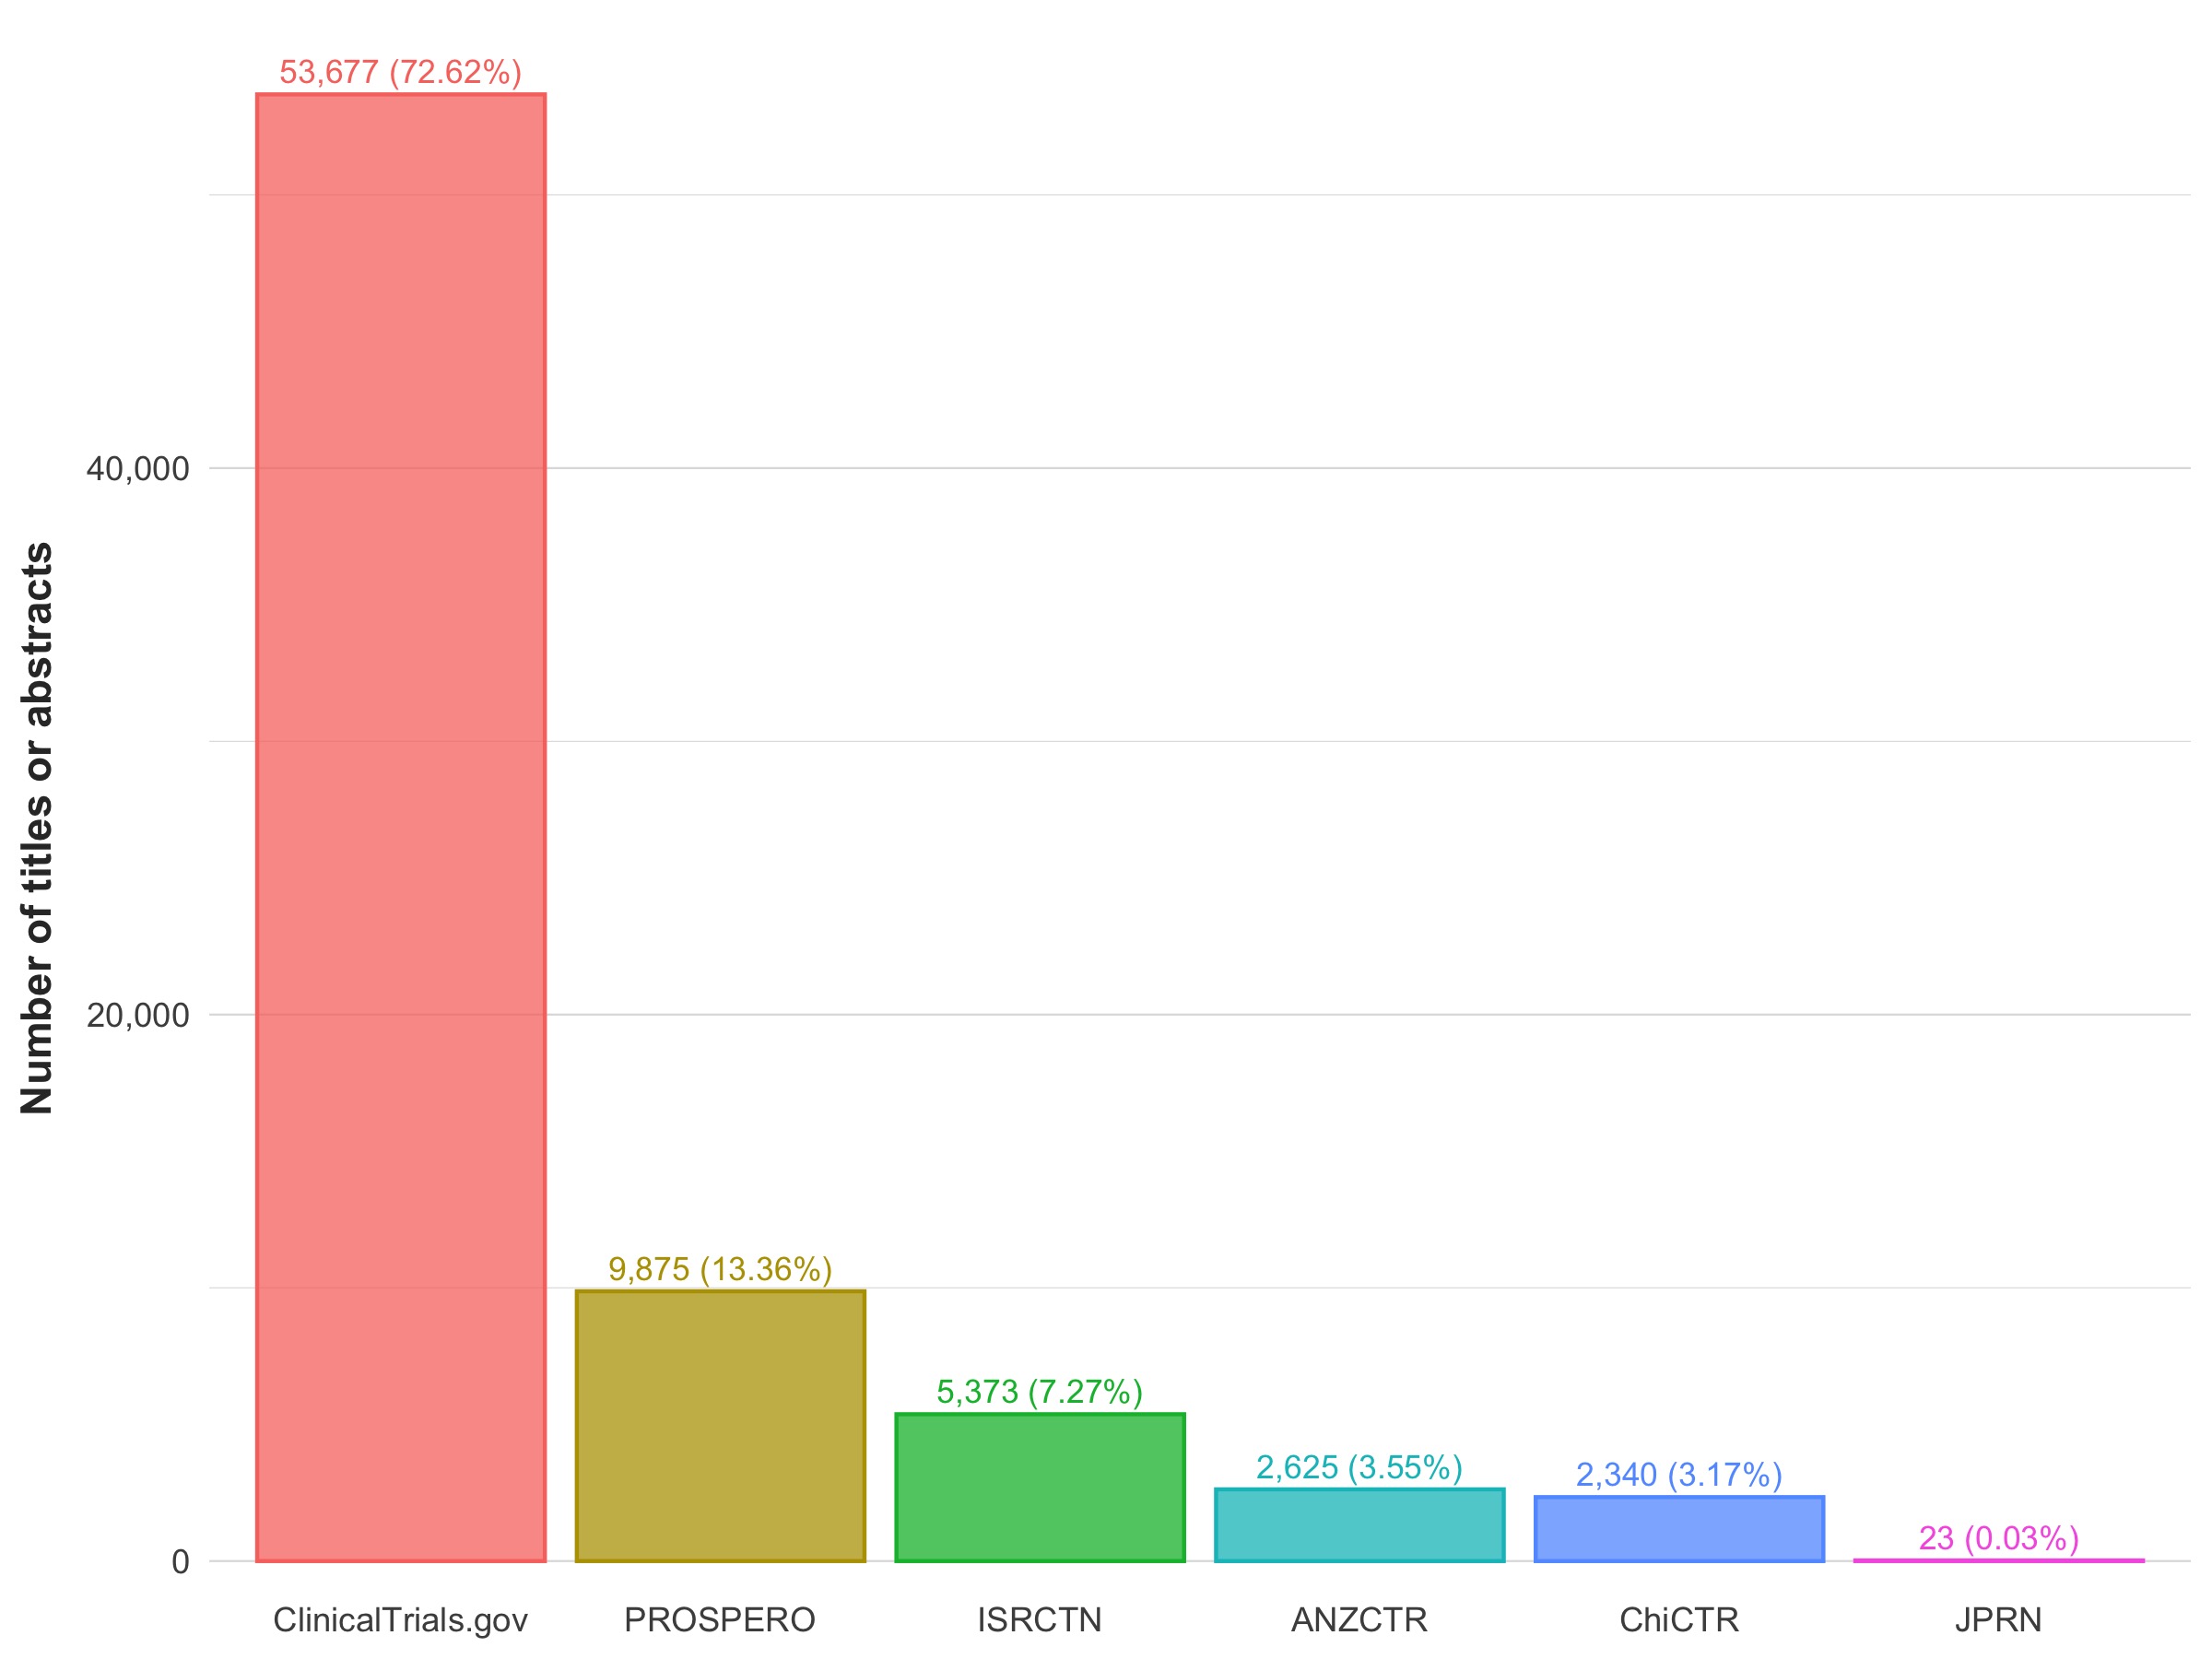 53,677 (72.62%)
40,000
Number of titles or abstracts
20,000
9,875 (13.36%)
5,373 (7.27%)
2,625 (3.55%)
2,340 (3.17%)
23 (0.03%)
0
ClinicalTrials.gov
PROSPERO
ISRCTN
ANZCTR
ChiCTR
JPRN